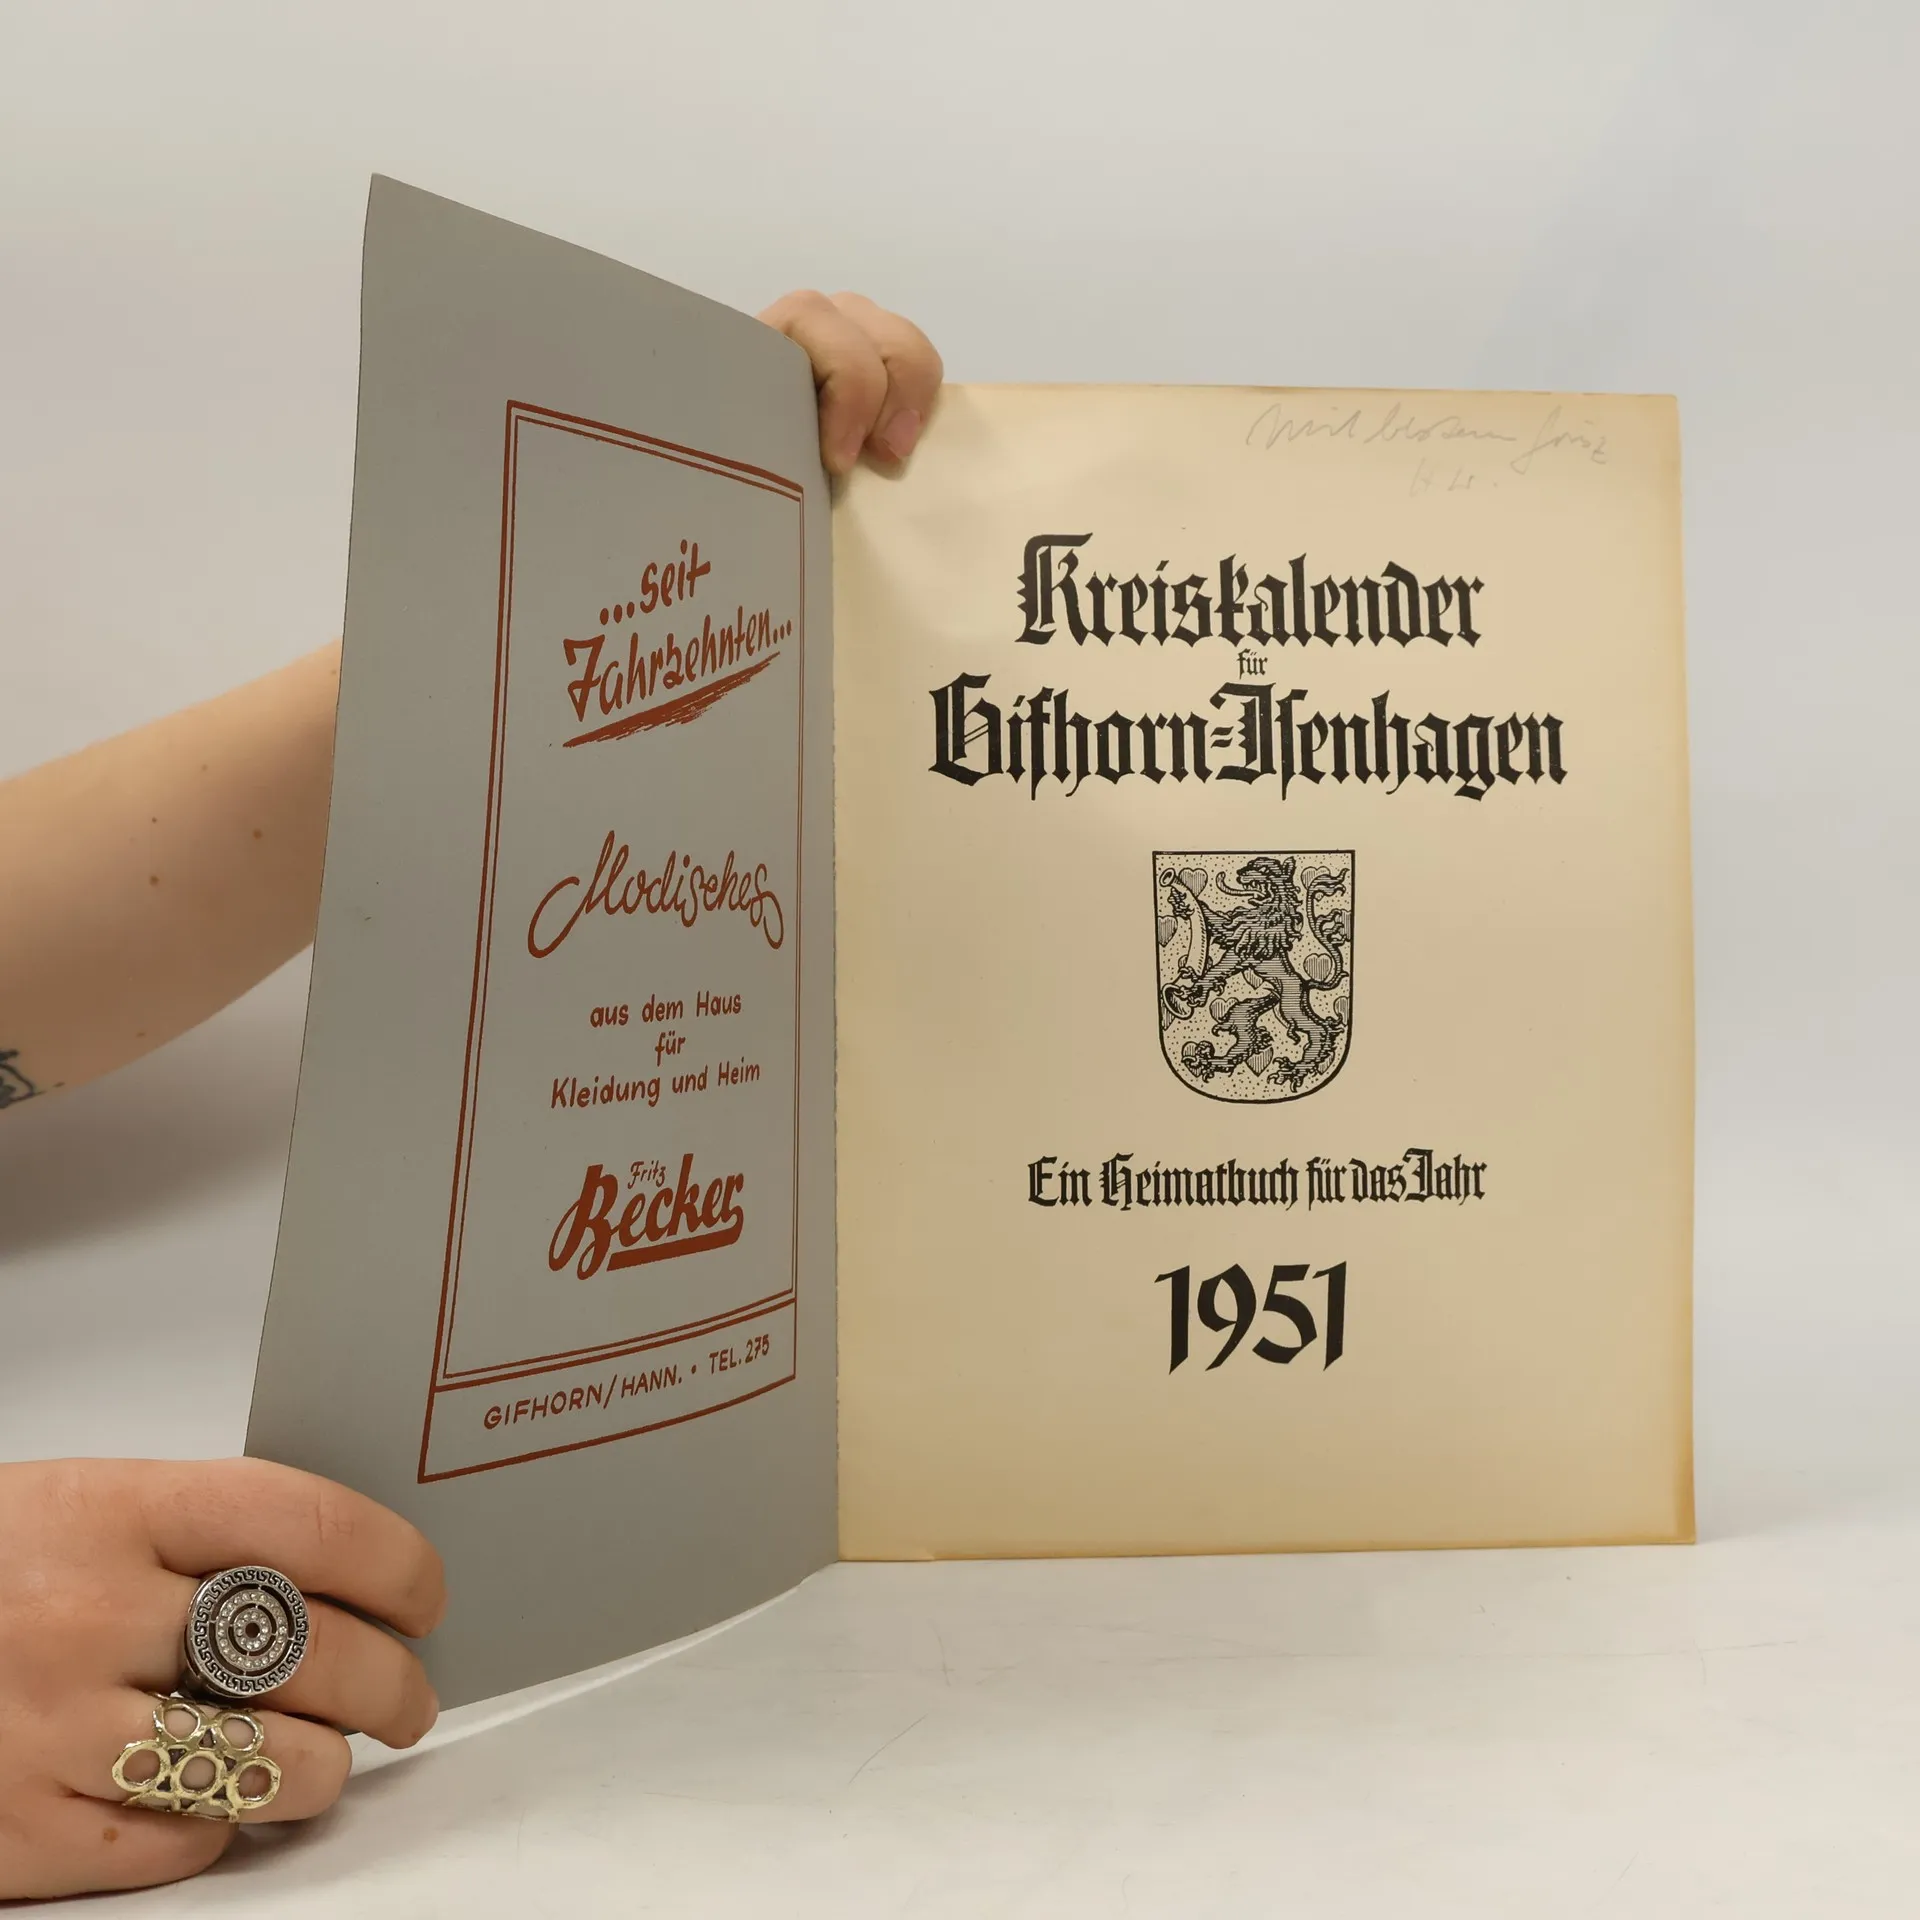 ...seit
Jahrzehnten...
Modisches
aus dem Haus
für
Kleidung und Heim
Fritz
Becker
GIFHORN/HANN. • TEL. 275
H. W.
Kreiskalender
für
Gifhorn=Isenhagen
Ein Heimatbuch für das Jahr
1951